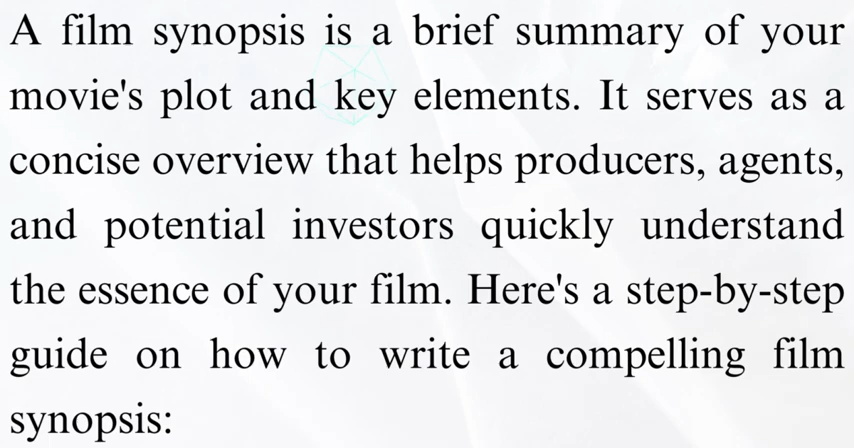 A film synopsis is a brief summary of your
movie's plot and key elements. It serves as a
concise overview that helps producers, agents,
and potential investors quickly understand
the essence of your film. Here's a step-by-step
guide on how to write a compelling film
synopsis: